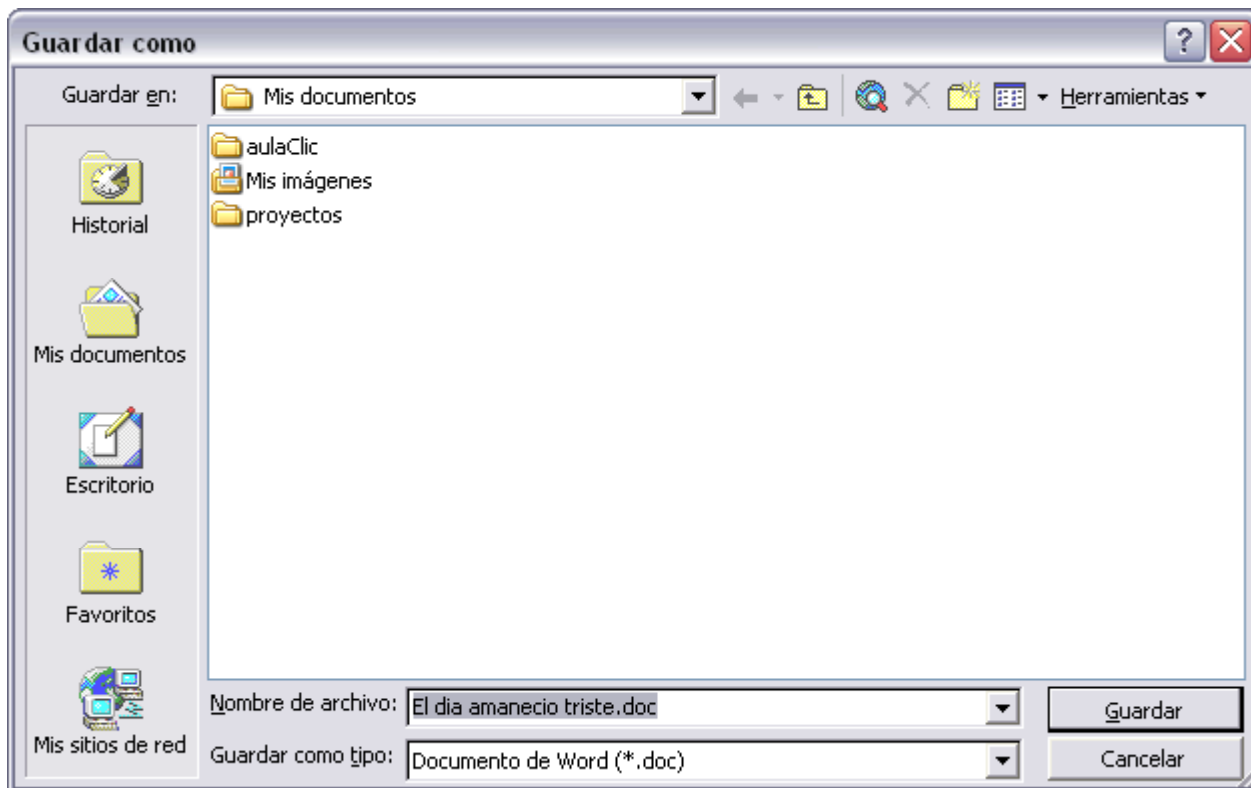 Guardar como
Guardar en: Mis documentos Herramientas
aulaClic
Mis imágenes
proyectos
Historial
Mis documentos
Escritorio
Favoritos
Mis sitios de red
Nombre de archivo: El dia amanecio triste.doc Guardar
Guardar como tipo: Documento de Word (*.doc) Cancelar